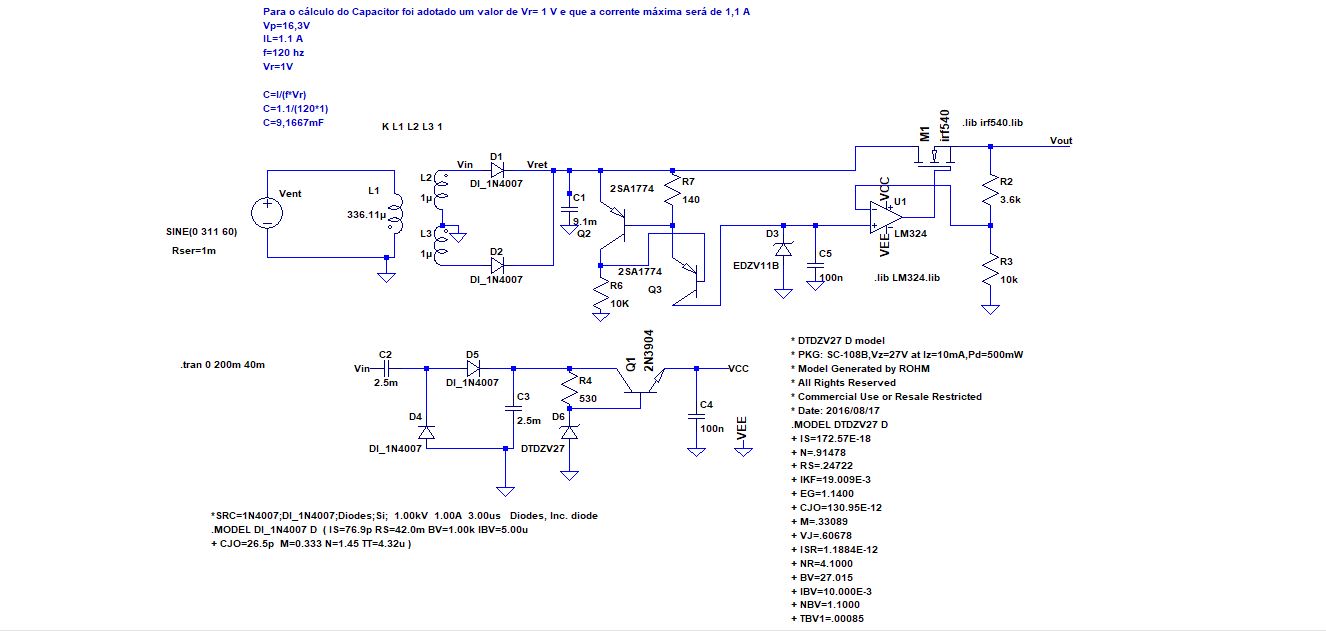 Para o cálculo do Capacitor foi adotado um valor de Vr= 1 V e que a corrente máxima será de 1,1 A
Vp=16,3V
IL=1.1 A
f=120 hz
Vr=1V
C=I/(f*Vr)
C=1.1/(120*1)
C=9,1667mF
K L1 L2 L3 1
.lib irf540.lib
M1
irf540
Vout
Vent
SINE(0 311 60)
Rser=1m
L1
336.11µ
L2
1µ
L3
1µ
Vin
D1
DI_1N4007
Vret
D2
DI_1N4007
C1
9.1m
Q2
2SA1774
R7
140
2SA1774
Q3
R6
10K
D3
EDZV11B
C5
100n
VCC
U1
LM324
VEE
.lib LM324.lib
R2
3.6k
R3
10k
.tran 0 200m 40m
Vin
C2
2.5m
D5
DI_1N4007
D4
DI_1N4007
C3
2.5m
R4
530
D6
DTDZV27
Q1
2N3904
VCC
C4
100n
VEE
*SRC=1N4007;DI_1N4007;Diodes;Si; 1.00kV 1.00A 3.00us Diodes, Inc. diode
.MODEL DI_1N4007 D ( IS=76.9p RS=42.0m BV=1.00k IBV=5.00u
+ CJO=26.5p M=0.333 N=1.45 TT=4.32u )
* DTDZV27 D model
* PKG: SC-108B,Vz=27V at Iz=10mA,Pd=500mW
* Model Generated by ROHM
* All Rights Reserved
* Commercial Use or Resale Restricted
* Date: 2016/08/17
.MODEL DTDZV27 D
+ IS=172.57E-18
+ N=.91478
+ RS=.24722
+ IKF=19.009E-3
+ EG=1.1400
+ CJO=130.95E-12
+ M=.33089
+ VJ=.60678
+ ISR=1.1884E-12
+ NR=4.1000
+ BV=27.015
+ IBV=10.000E-3
+ NBV=1.1000
+ TBV1=.00085